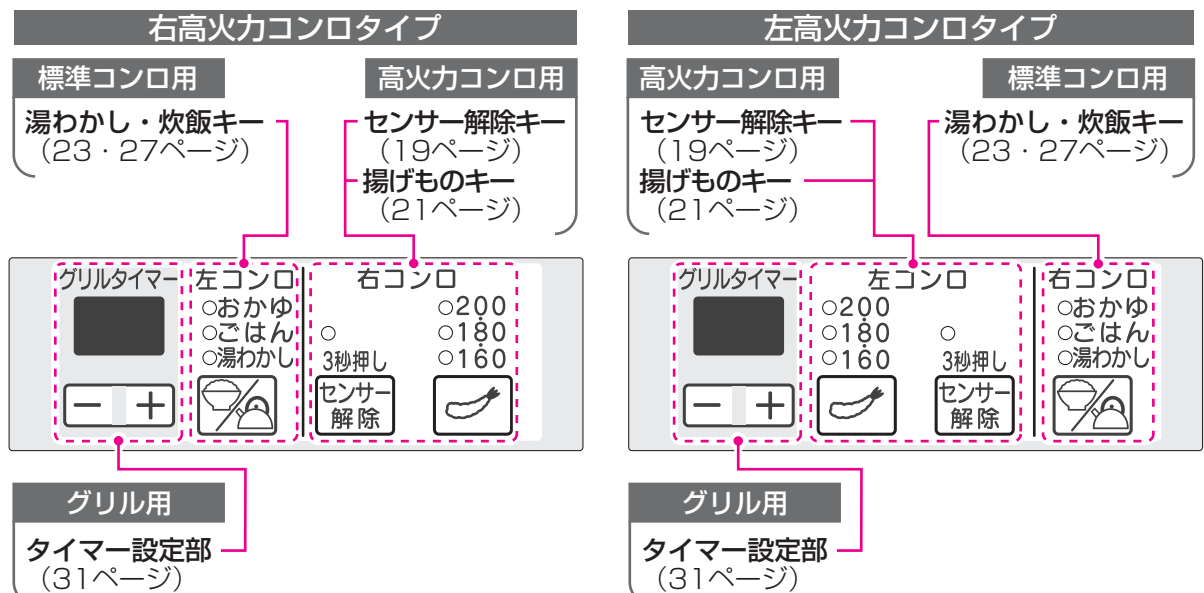 右高火力コンロタイプ
標準コンロ用
高火力コンロ用
湯わかし・炊飯キー
(23・27ページ)
センサー解除キー
(19ページ)
揚げものキー
(21ページ)
グリルタイマー
左コンロ
右コンロ
○おかゆ
○ごはん
○湯わかし
○200
○180
○160
○
3秒押し
センサー
解除
− +
グリル用
タイマー設定部
(31ページ)
左高火力コンロタイプ
高火力コンロ用
標準コンロ用
センサー解除キー
(19ページ)
揚げものキー
(21ページ)
湯わかし・炊飯キー
(23・27ページ)
グリルタイマー
左コンロ
右コンロ
○200
○180
○160
○
3秒押し
センサー
解除
○おかゆ
○ごはん
○湯わかし
− +
グリル用
タイマー設定部
(31ページ)